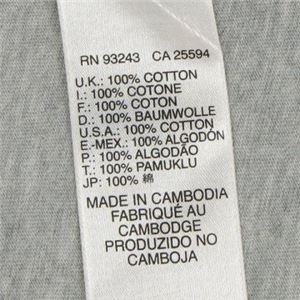 RN 93243 CA 25594
U.K.: 100% COTTON
I.: 100% COTONE
F.: 100% COTON
D.: 100% BAUMWOLLE
U.S.A.: 100% COTTON
E.-MEX.: 100% ALGODÓN
P.: 100% ALGODÃO
T.: 100% PAMUKLU
JP: 100% 綿
MADE IN CAMBODIA
FABRIQUÉ AU
CAMBODGE
PRODUZIDO NO
CAMBOJA